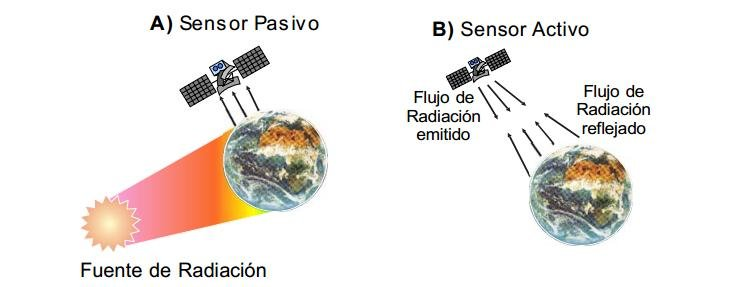 A) Sensor Pasivo
B) Sensor Activo
Flujo de
Radiación
emitido
Flujo de
Radiación
reflejado
Fuente de Radiación